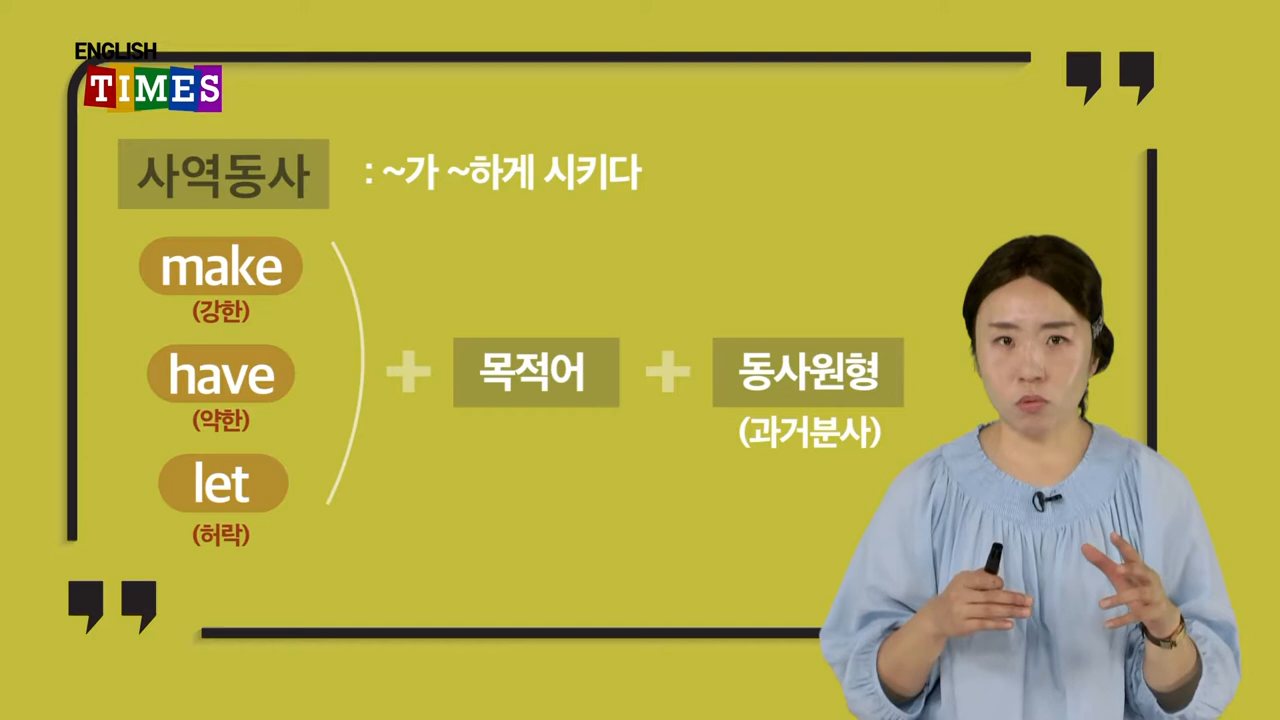 ENGLISH
TIMES
사역동사 : ~가 ~하게 시키다
make
(강한)
have
(약한)
let
(허락)
+ 목적어 + 동사원형
(과거분사)